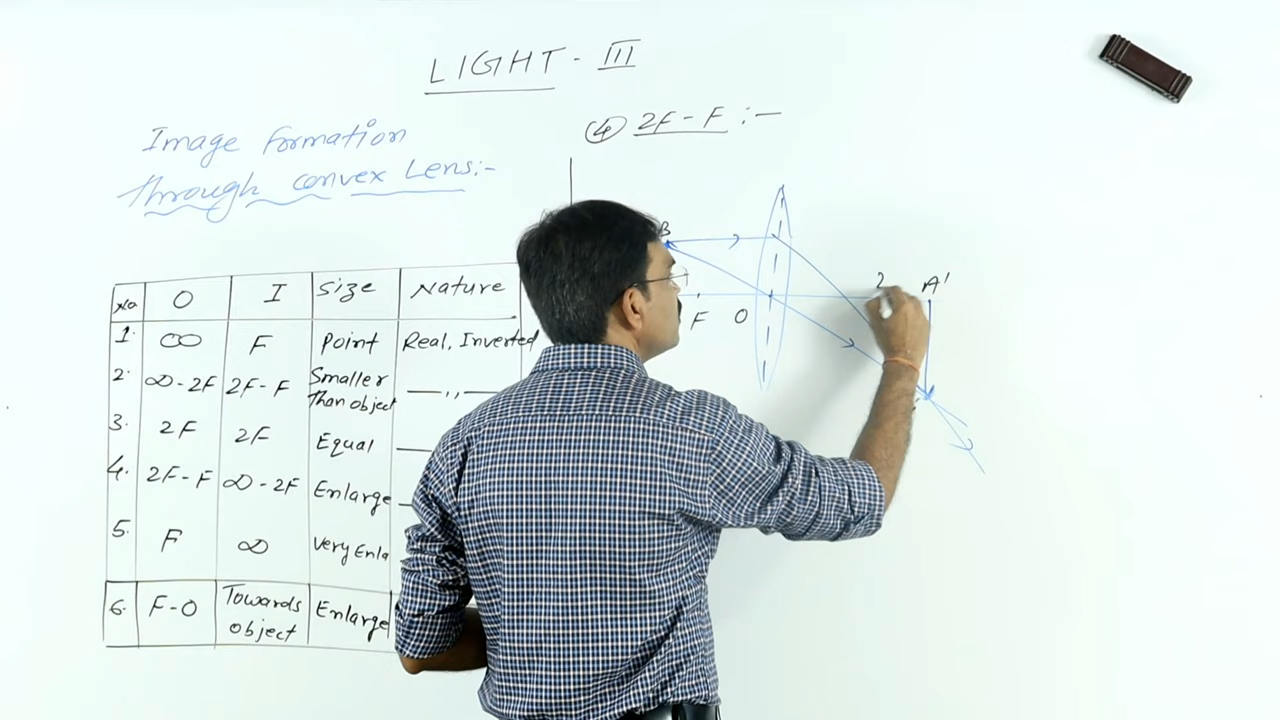 LIGHT - III
Image formation
through convex Lens:-
④ 2F - F :-
No. O I Size Nature
1. ∞ F Point Real, Inverted
2. ∞ - 2F 2F - F Smaller Than object —〃—
3. 2F 2F Equal
4. 2F - F ∞ - 2F Enlarge
5. F ∞ very Enla
6. F - O Towards object Enlarge
B
F O 2 A'